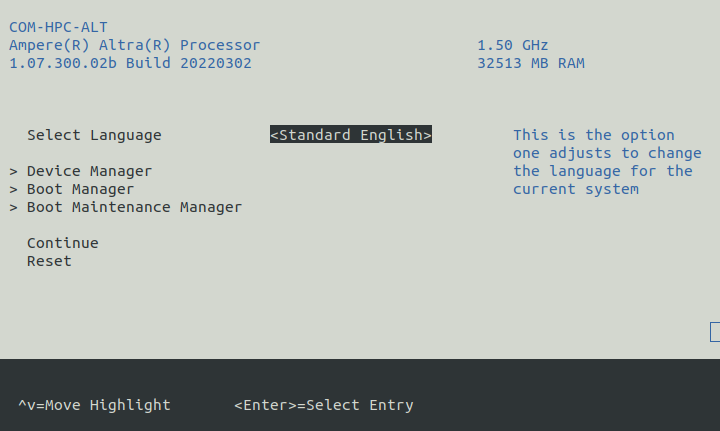 COM-HPC-ALT
Ampere(R) Altra(R) Processor 1.50 GHz
1.07.300.02b Build 20220302 32513 MB RAM
Select Language <Standard English> This is the option
one adjusts to change
> Device Manager the language for the
> Boot Manager current system
> Boot Maintenance Manager
Continue
Reset
^v=Move Highlight <Enter>=Select Entry